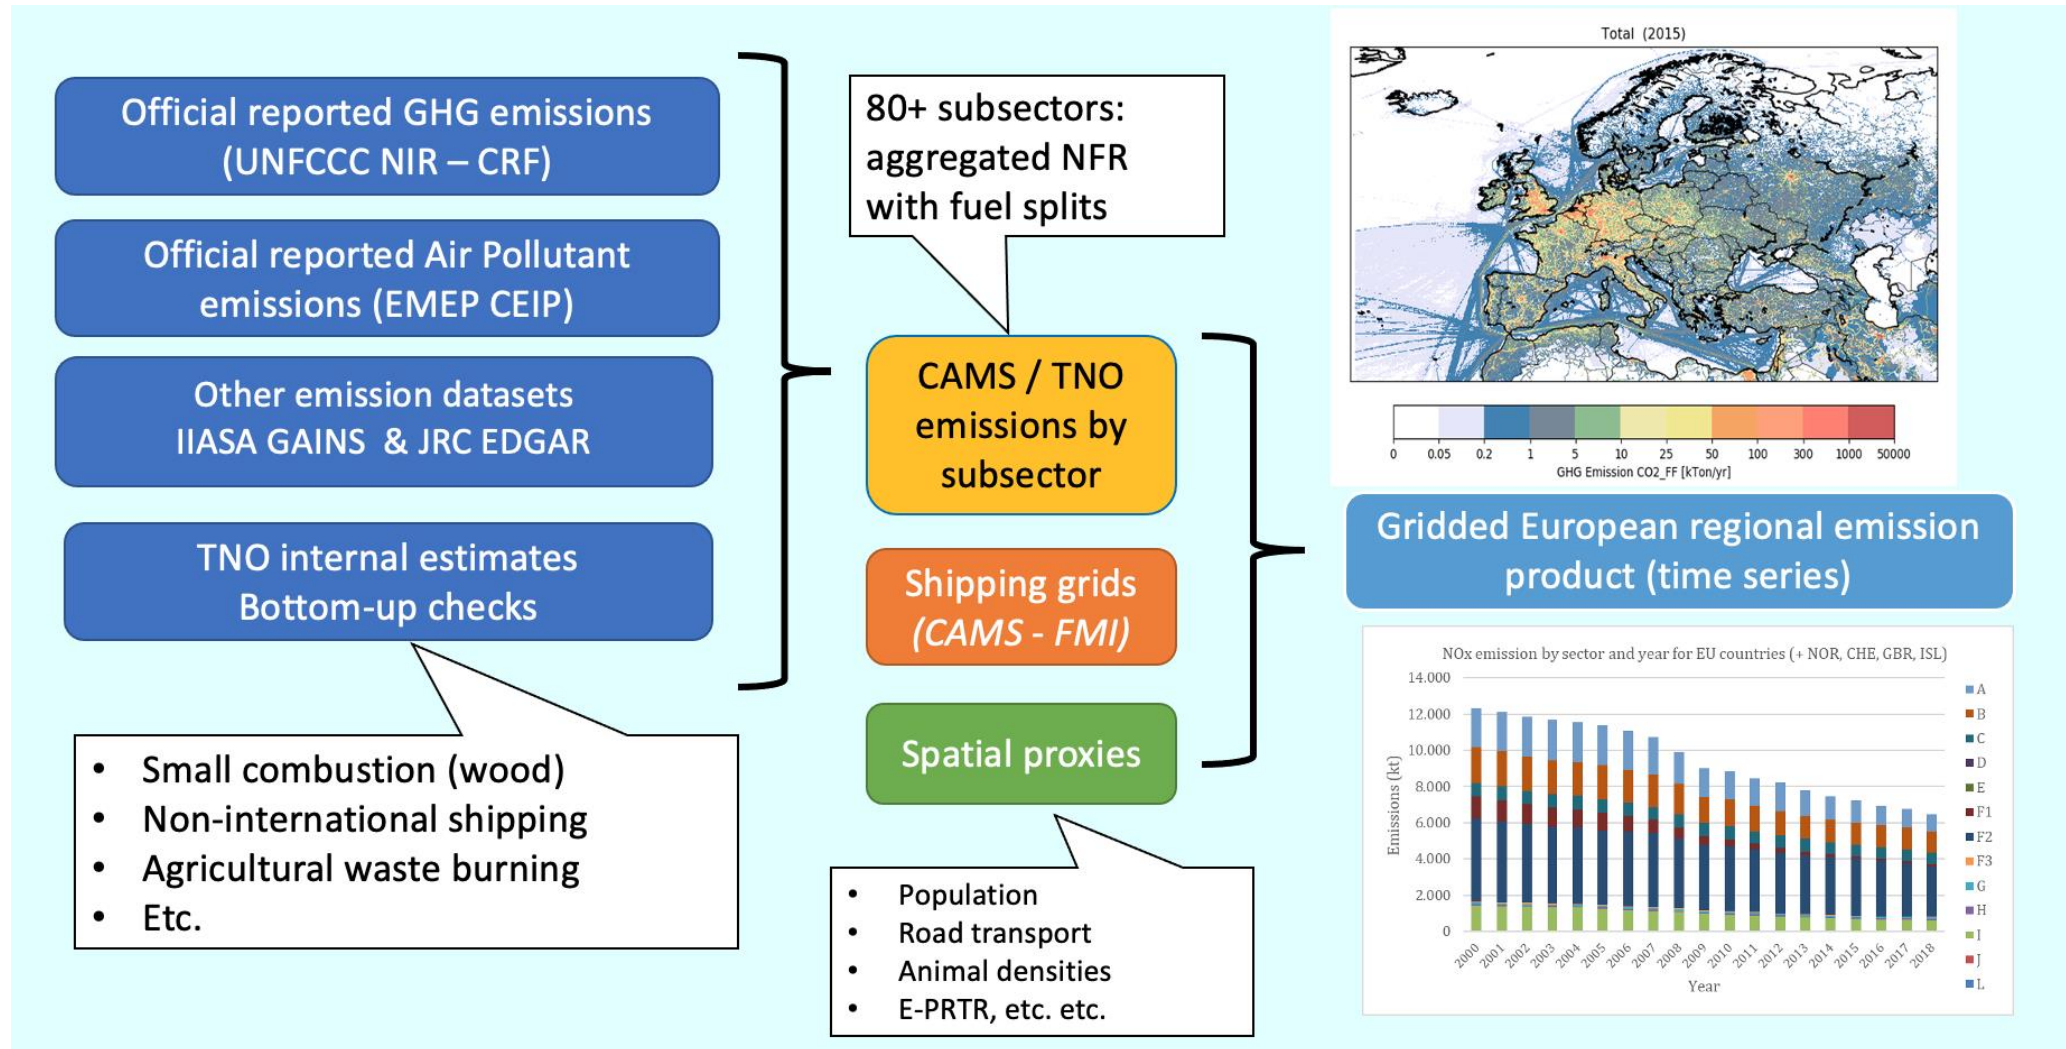 Official reported GHG emissions
(UNFCCC NIR – CRF)
Official reported Air Pollutant
emissions (EMEP CEIP)
Other emission datasets
IIASA GAINS & JRC EDGAR
TNO internal estimates
Bottom-up checks
• Small combustion (wood)
• Non-international shipping
• Agricultural waste burning
• Etc.
80+ subsectors:
aggregated NFR
with fuel splits
CAMS / TNO
emissions by
subsector
Shipping grids
(CAMS - FMI)
Spatial proxies
• Population
• Road transport
• Animal densities
• E-PRTR, etc. etc.
Total (2015)
0 0.05 0.2 1 5 10 25 50 100 300 1000 50000
GHG Emission CO2_FF [kTon/yr]
Gridded European regional emission
product (time series)
NOx emission by sector and year for EU countries (+ NOR, CHE, GBR, ISL)
Emissions (kt)
14.000
12.000
10.000
8.000
6.000
4.000
2.000
0
2000 2001 2002 2003 2004 2005 2006 2007 2008 2009 2010 2011 2012 2013 2014 2015 2016 2017 2018
Year
A
B
C
D
E
F1
F2
F3
G
H
I
J
L